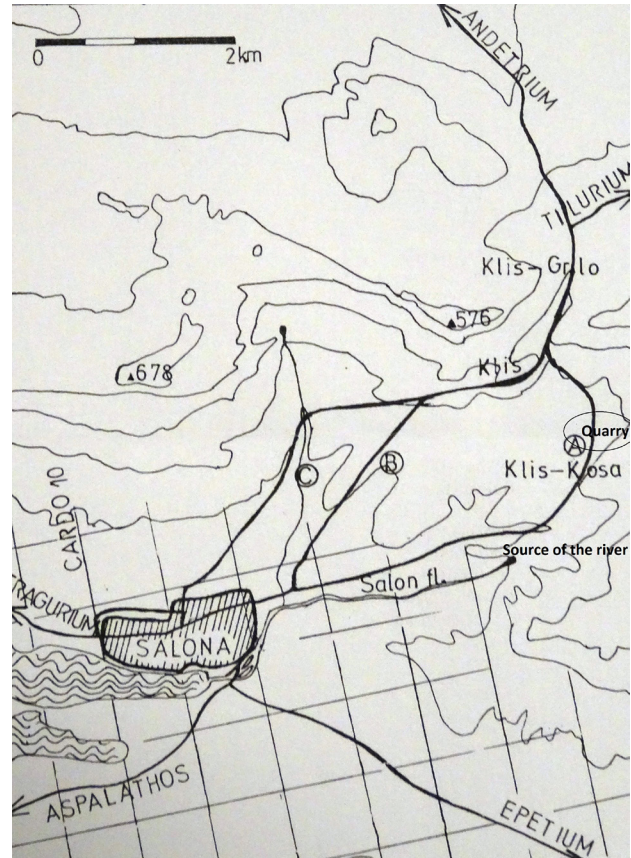 0 2km
ANDETRIUM
TILURIUM
Klis-Grlo
▲576
▲678
Klis
Quarry
A
Klis-Kosa
C
B
CARDO 10
Source of the river
Salon fl.
TRAGURIUM
SALONA
ASPALATHOS
EPETIUM